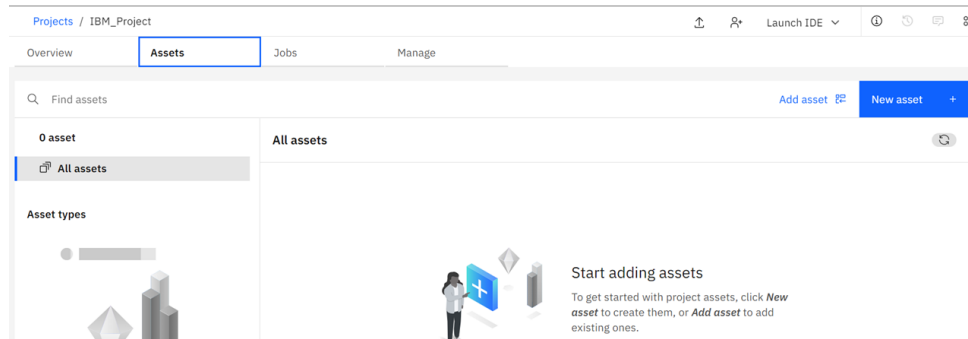 Projects / IBM_Project
Launch IDE
Overview
Assets
Jobs
Manage
Find assets
Add asset
New asset +
0 asset
All assets
All assets
Asset types
Start adding assets
To get started with project assets, click New
asset to create them, or Add asset to add
existing ones.